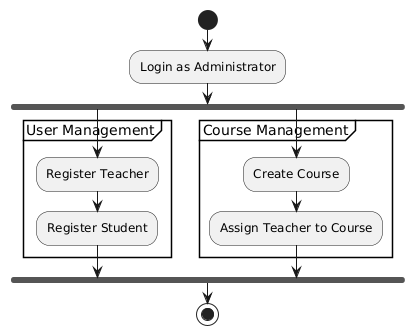 Login as Administrator
User Management
Course Management
Register Teacher
Create Course
Register Student
Assign Teacher to Course